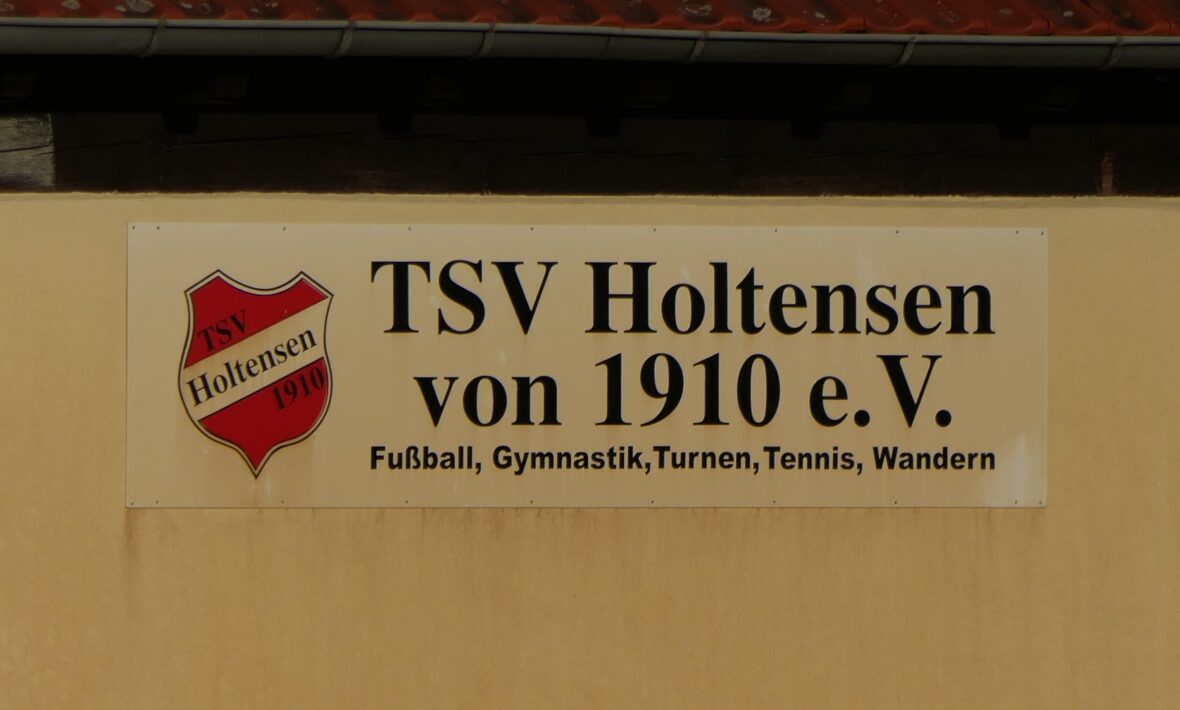 TSV
Holtensen
1910
TSV Holtensen
von 1910 e.V.
Fußball, Gymnastik,Turnen,Tennis, Wandern